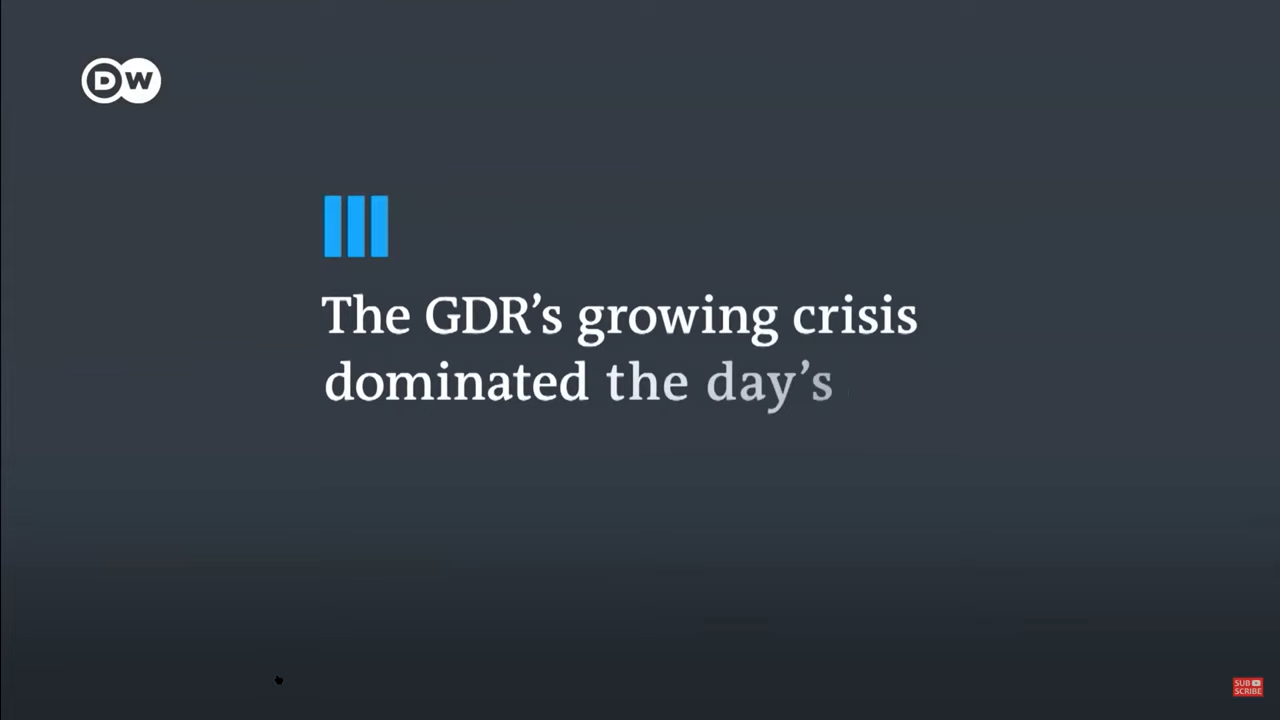 DW
The GDR’s growing crisis
dominated the day’s
SUB
SCRIBE